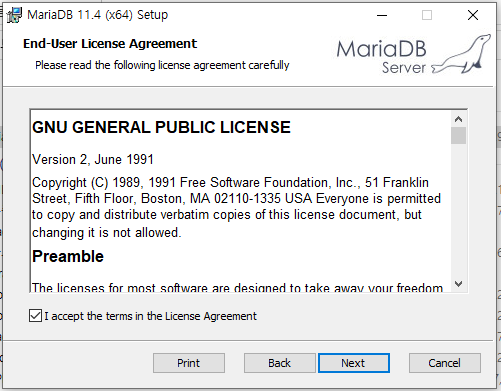 MariaDB 11.4 (x64) Setup
End-User License Agreement
Please read the following license agreement carefully
MariaDB
Server
GNU GENERAL PUBLIC LICENSE
Version 2, June 1991
Copyright (C) 1989, 1991 Free Software Foundation, Inc., 51 Franklin
Street, Fifth Floor, Boston, MA 02110-1335 USA Everyone is permitted
to copy and distribute verbatim copies of this license document, but
changing it is not allowed.
Preamble
The licenses for most software are designed to take away your freedom
I accept the terms in the License Agreement
Print
Back
Next
Cancel